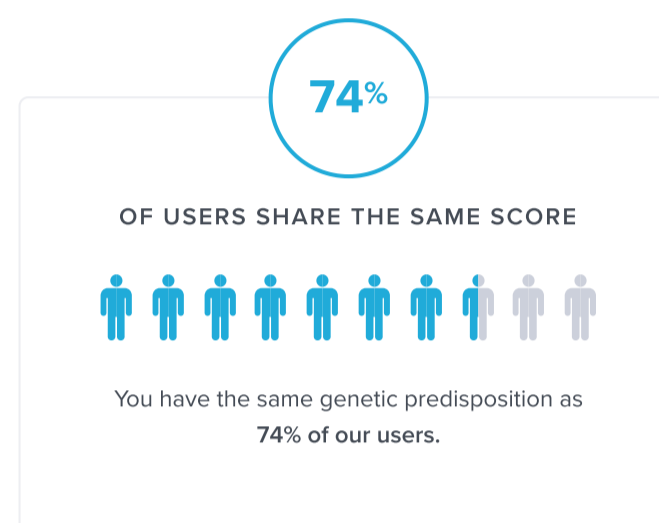 74%
OF USERS SHARE THE SAME SCORE
You have the same genetic predisposition as
74% of our users.